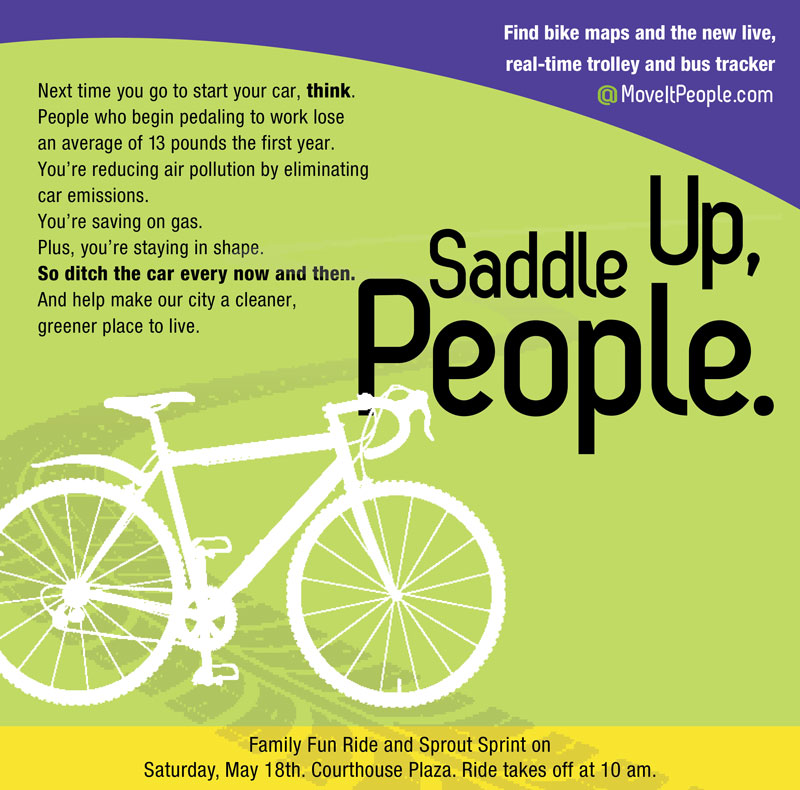 Find bike maps and the new live,
real-time trolley and bus tracker
@MoveItPeople.com
Next time you go to start your car, think.
People who begin pedaling to work lose
an average of 13 pounds the first year.
You’re reducing air pollution by eliminating
car emissions.
You’re saving on gas.
Plus, you’re staying in shape.
So ditch the car every now and then.
And help make our city a cleaner,
greener place to live.
Saddle Up,
People.
Family Fun Ride and Sprout Sprint on
Saturday, May 18th. Courthouse Plaza. Ride takes off at 10 am.